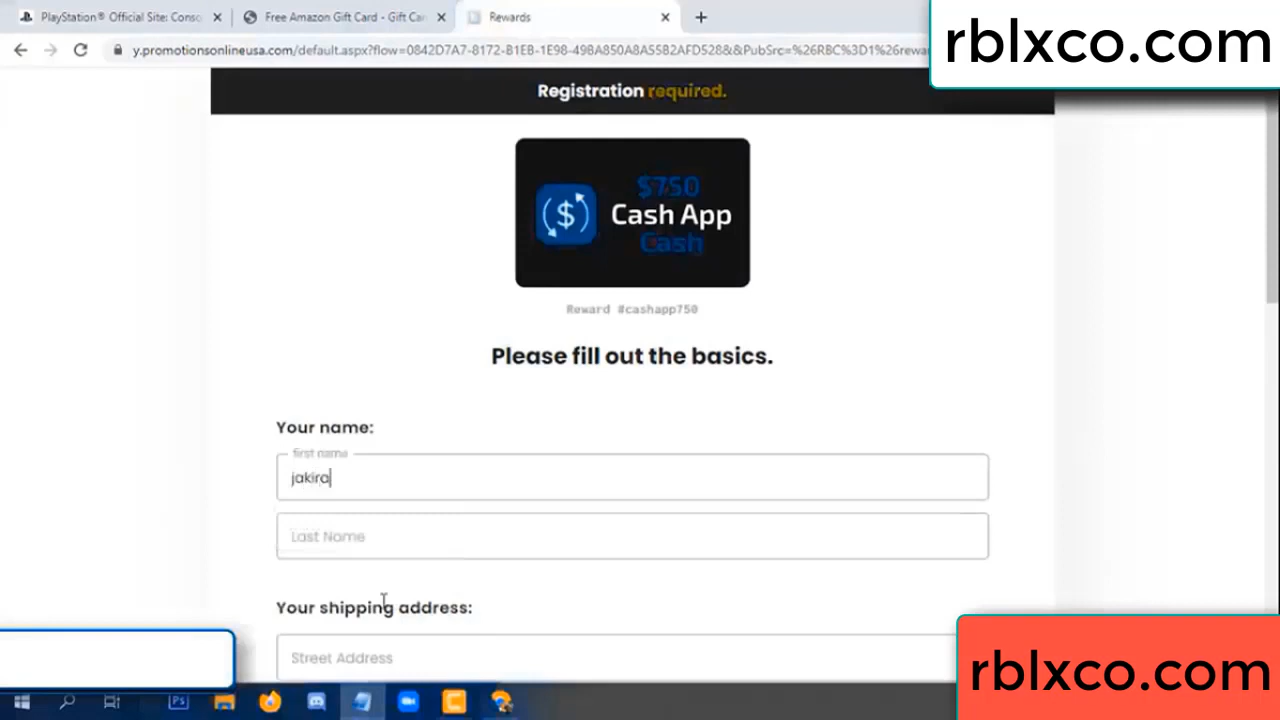 PlayStation® Official Site: Conso
Free Amazon Gift Card - Gift Car
Rewards
rblxco.com
y.promotionsonlineusa.com/default.aspx?flow=0842D7A7-8172-B1EB-1E98-49BA850A8A55B2AFD528&&PubSrc=%26RBC%3D1%26rewar
Registration required.
$750
Cash App
Cash
Reward #cashapp750
Please fill out the basics.
Your name:
first name
jakira
Last Name
Your shipping address:
Street Address
rblxco.com
Ps